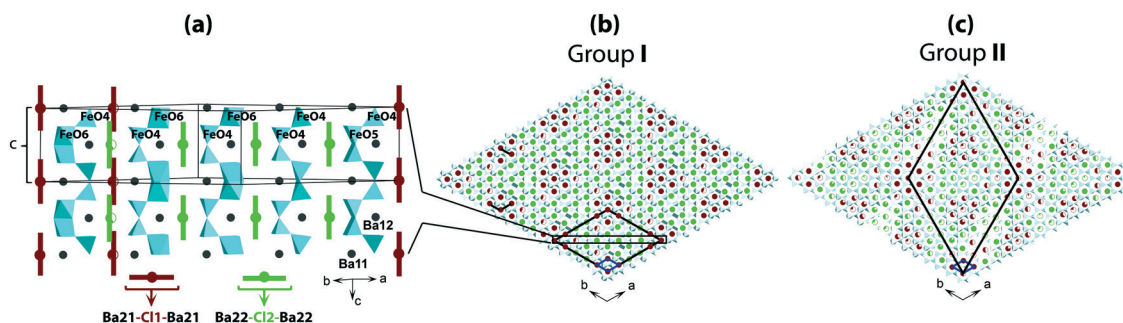 (a)
(b)
(c)
Group I
Group II
FeO4 FeO6 FeO6 FeO4 FeO4
FeO6 FeO4 FeO4 FeO4 FeO5
c
Ba12
Ba11
b a
c
Ba21-Cl1-Ba21 Ba22-Cl2-Ba22
b a
b a